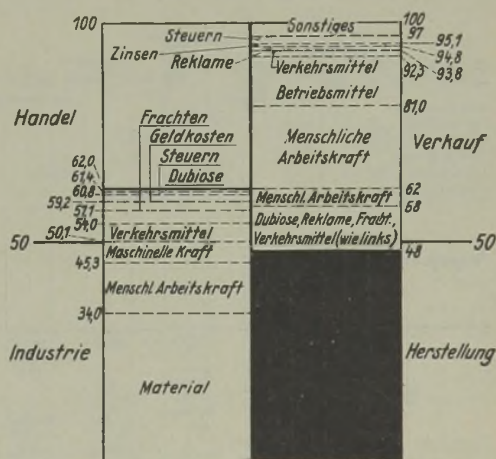 100
Steuern
Zinsen
Reklame
Sonstiges
100
97
95,1
94,8
93,8
92,3
Verkehrsmittel
Betriebsmittel
81,0
Handel
Menschliche
Arbeitskraft
Verkauf
Frachten
Geldkosten
Steuern
Dubiose
62,0
61,4
60,8
59,2
57,1
54,0
50,1
50
62
Menschl. Arbeitskraft
58
Dubiose, Reklame, Fracht,
Verkehrsmittel (wie links)
50
48
Verkehrsmittel
Maschinelle Kraft
45,3
Menschl. Arbeitskraft
34,0
Industrie
Herstellung
Material